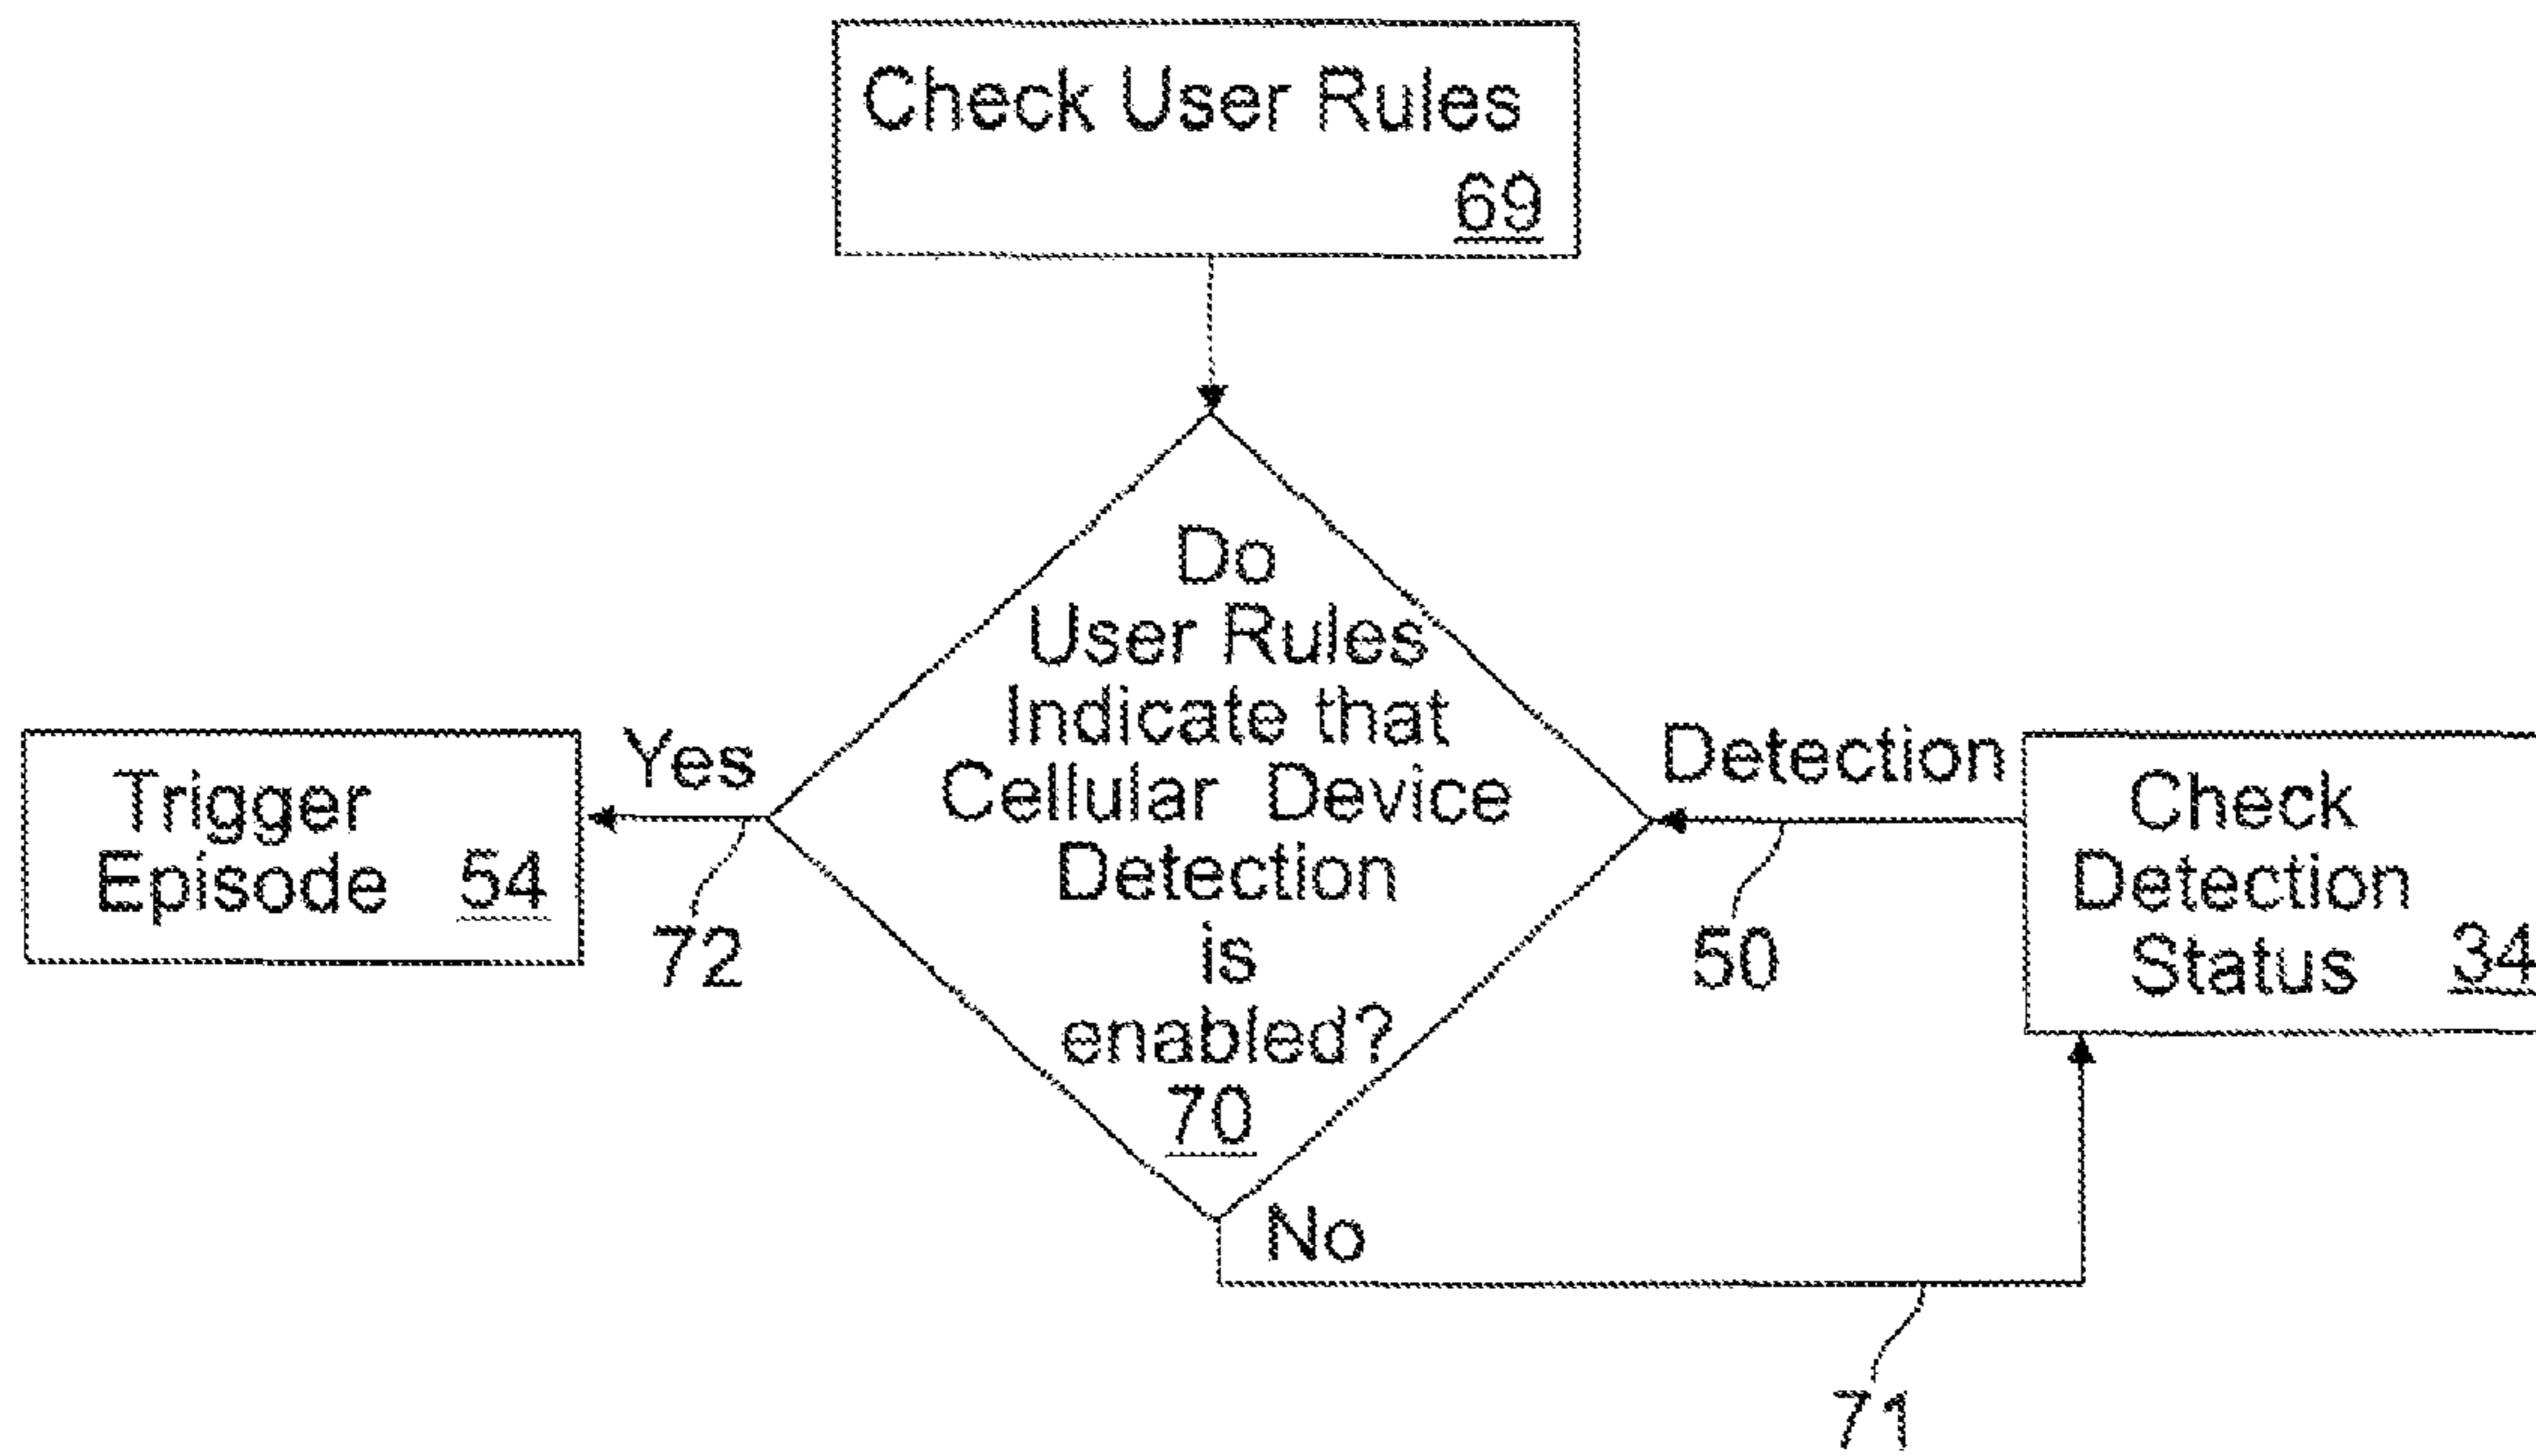 Check User Rules
69
Do
User Rules
Indicate that
Cellular Device
Detection
is
enabled?
70
Yes
72
Trigger
Episode 54
Detection
50
Check
Detection
Status 34
No
71